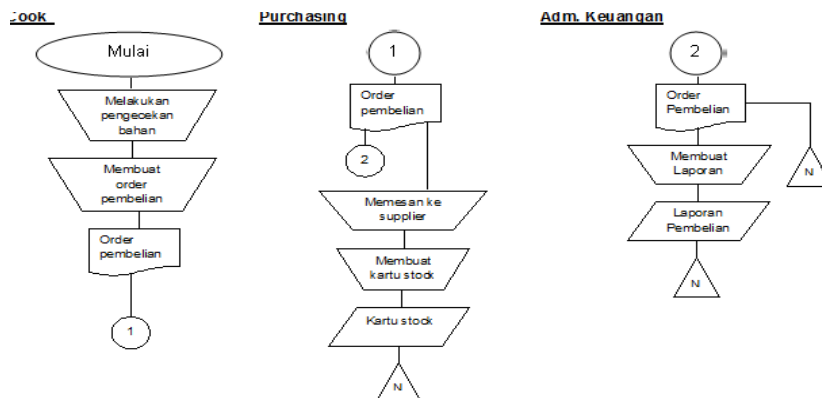 Cook
Mulai
Melakukan
pengecekan
bahan
Membuat
order
pembelian
Order
pembelian
1
Purchasing
1
Order
pembelian
2
Memesan ke
supplier
Membuat
kartu stock
Kartu stock
N
Adm. Keuangan
2
Order
Pembelian
N
Membuat
Laporan
Laporan
Pembelian
N